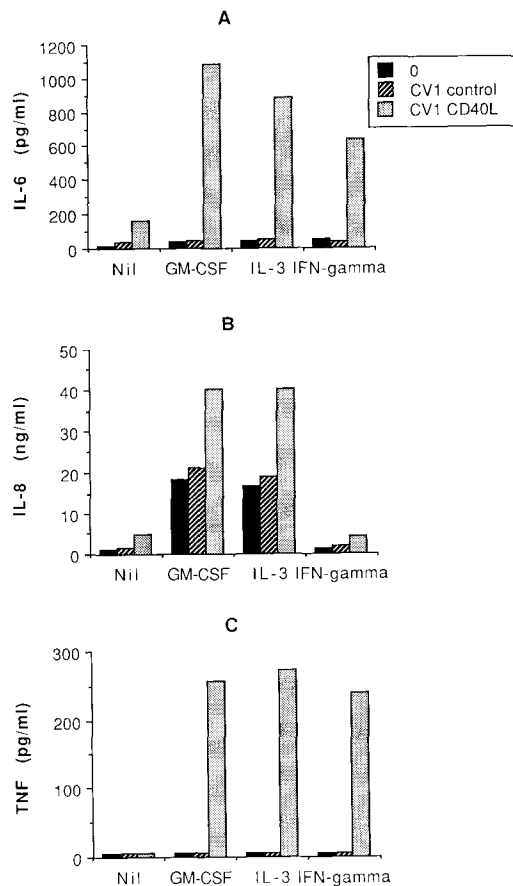 A
1200
1000
800
600
400
200
0
IL-6 (pg/ml)
Nil GM-CSF IL-3 IFN-gamma
0
CV1 control
CV1 CD40L
B
50
40
30
20
10
0
IL-8 (ng/ml)
Nil GM-CSF IL-3 IFN-gamma
C
300
200
100
0
TNF (pg/ml)
Nil GM-CSF IL-3 IFN-gamma